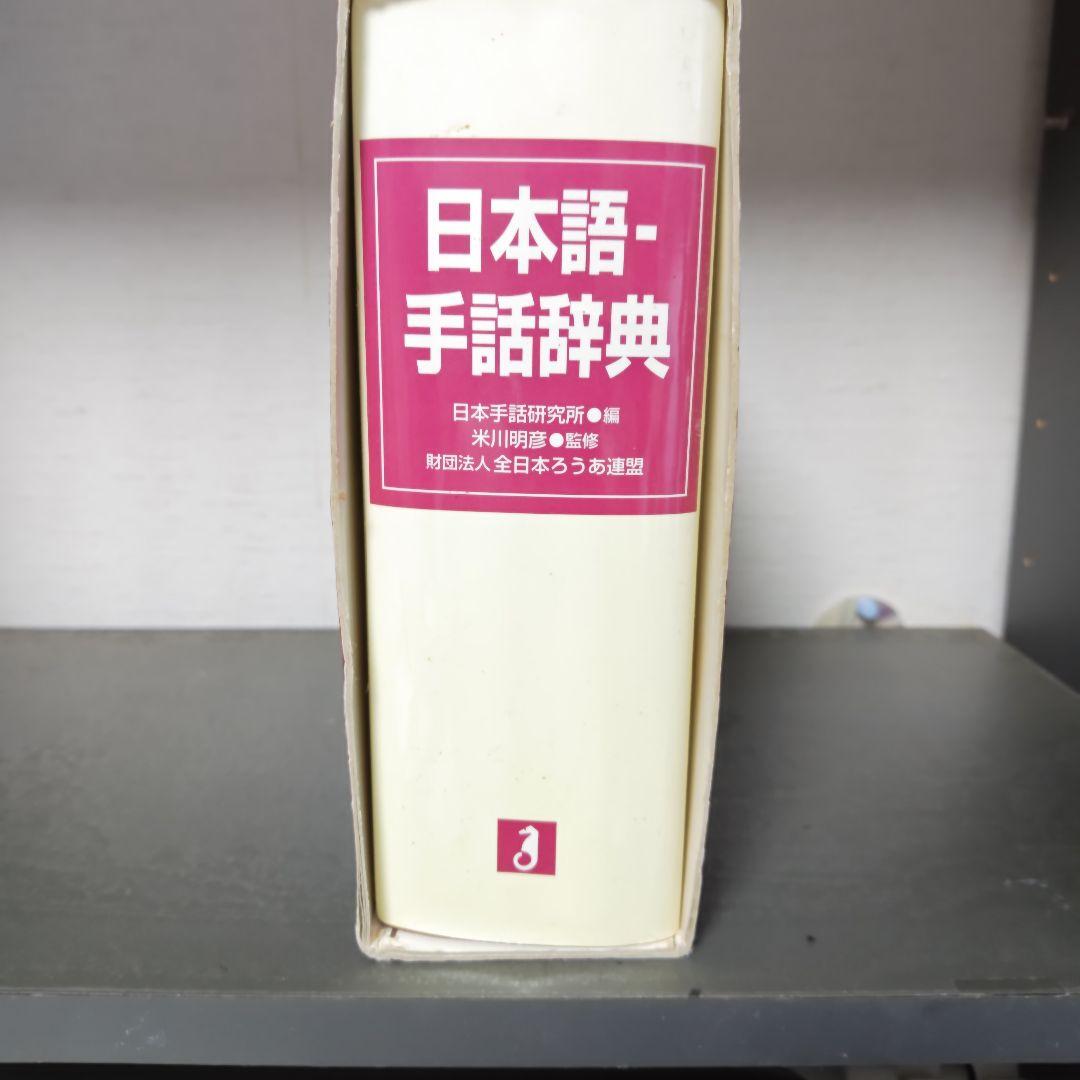 日本語-
手話辞典
日本手話研究所●編
米川明彦●監修
財団法人 全日本ろうあ連盟